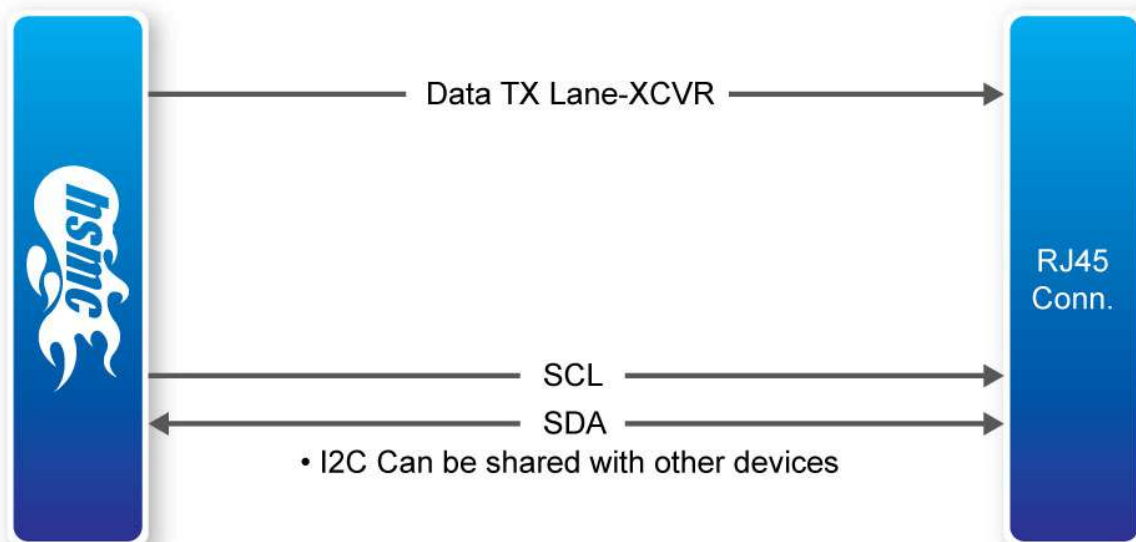 hsmc
Data TX Lane-XCVR
RJ45
Conn.
SCL
SDA
• I2C Can be shared with other devices